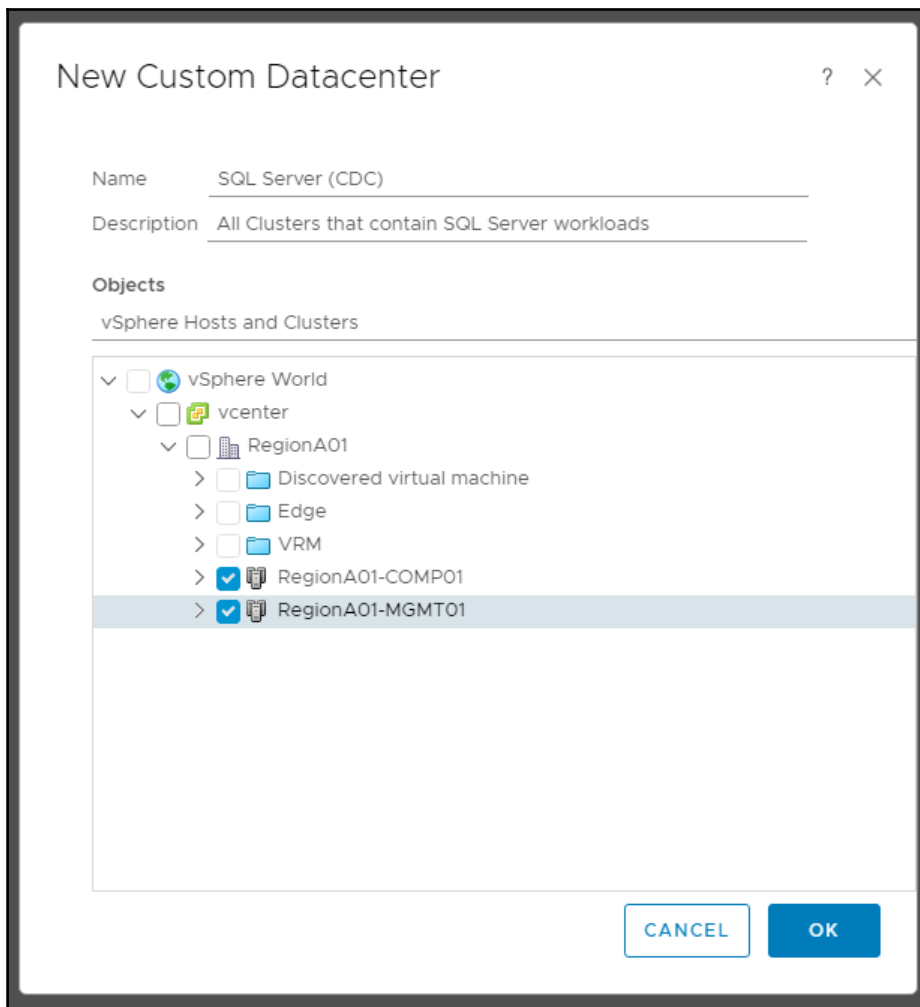 New Custom Datacenter ?
Name SQL Server (CDC)
Description All Clusters that contain SQL Server workloads
Objects
vSphere Hosts and Clusters
vSphere World
vcenter
RegionA01
Discovered virtual machine
Edge
VRM
RegionA01-COMP01
RegionA01-MGMT01
CANCEL OK